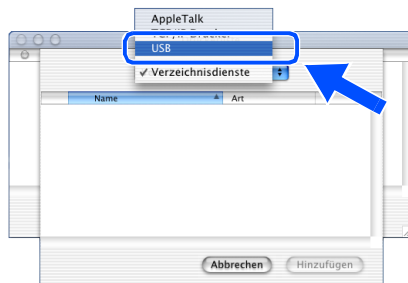 AppleTalk
USB
✓ Verzeichnisdienste
Name Art
Abbrechen Hinzufügen